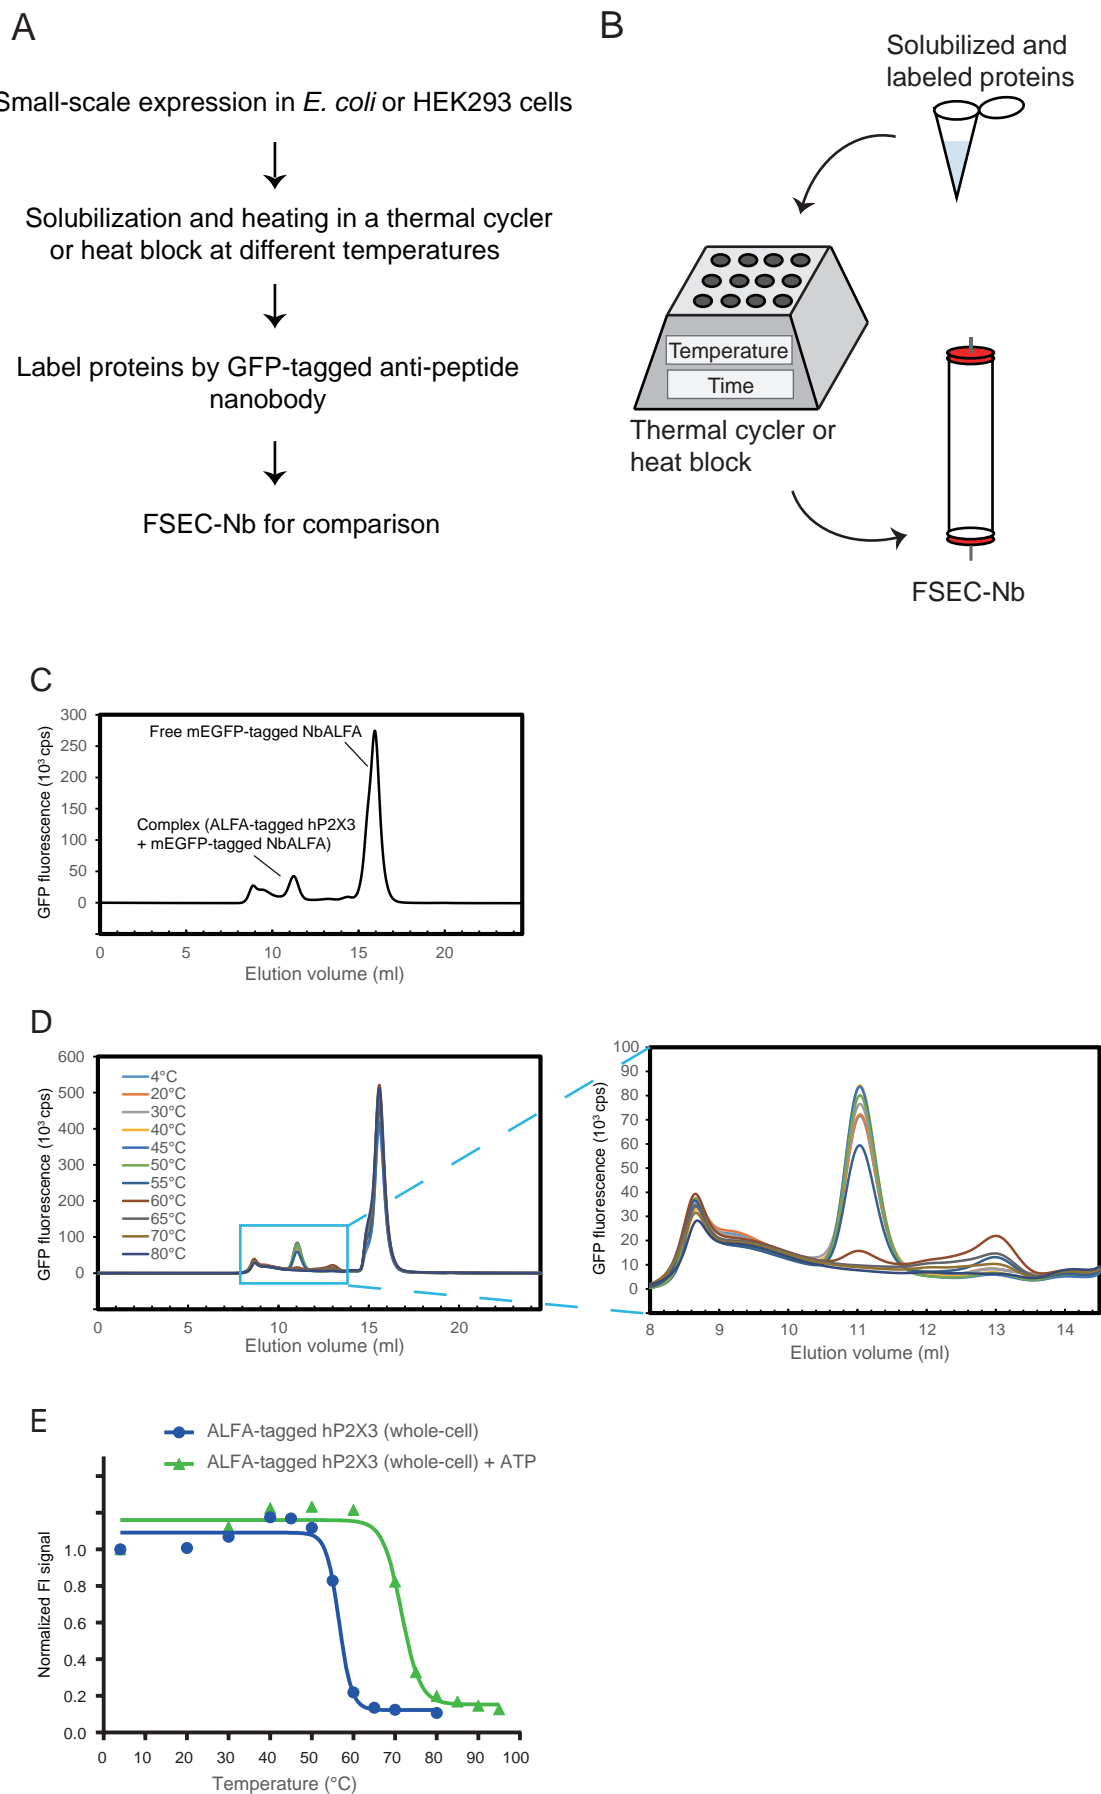 A
Small-scale expression in E. coli or HEK293 cells
Solubilization and heating in a thermal cycler
or heat block at different temperatures
Label proteins by GFP-tagged anti-peptide
nanobody
FSEC-Nb for comparison
B
Solubilized and
labeled proteins
Temperature
Time
Thermal cycler or
heat block
FSEC-Nb
C
GFP fluorescence (10³ cps)
300
250
200
150
100
50
0
Free mEGFP-tagged NbALFA
Complex (ALFA-tagged hP2X3
+ mEGFP-tagged NbALFA)
0 5 10 15 20
Elution volume (ml)
D
GFP fluorescence (10³ cps)
600
500
400
300
200
100
0
4°C
20°C
30°C
40°C
45°C
50°C
55°C
60°C
65°C
70°C
80°C
0 5 10 15 20
Elution volume (ml)
GFP fluorescence (10³ cps)
100
90
80
70
60
50
40
30
20
10
0
8 9 10 11 12 13 14
Elution volume (ml)
E
ALFA-tagged hP2X3 (whole-cell)
ALFA-tagged hP2X3 (whole-cell) + ATP
Normalized FI signal
1.0
0.8
0.6
0.4
0.2
0.0
0 10 20 30 40 50 60 70 80 90 100
Temperature (°C)